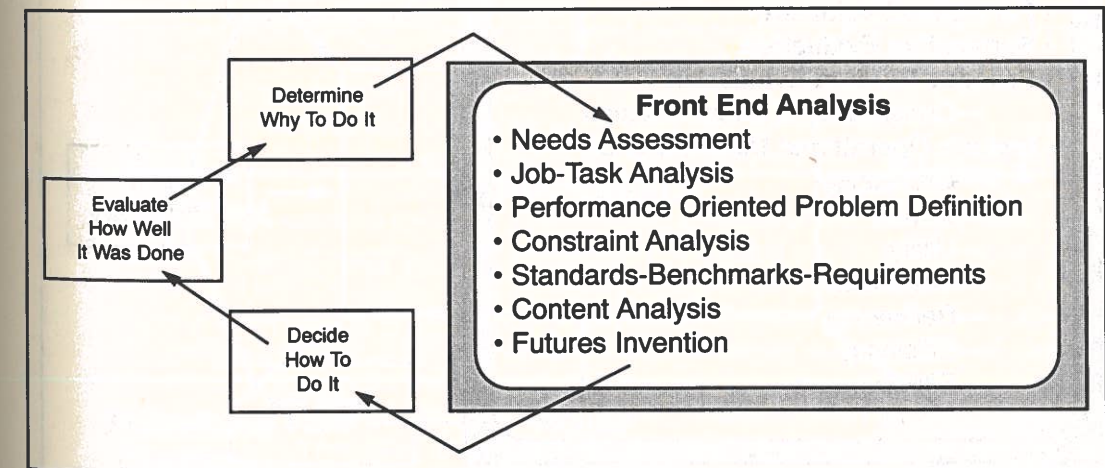 Determine
Why To Do It
Evaluate
How Well
It Was Done
Decide
How To
Do It
Front End Analysis
• Needs Assessment
• Job-Task Analysis
• Performance Oriented Problem Definition
• Constraint Analysis
• Standards-Benchmarks-Requirements
• Content Analysis
• Futures Invention